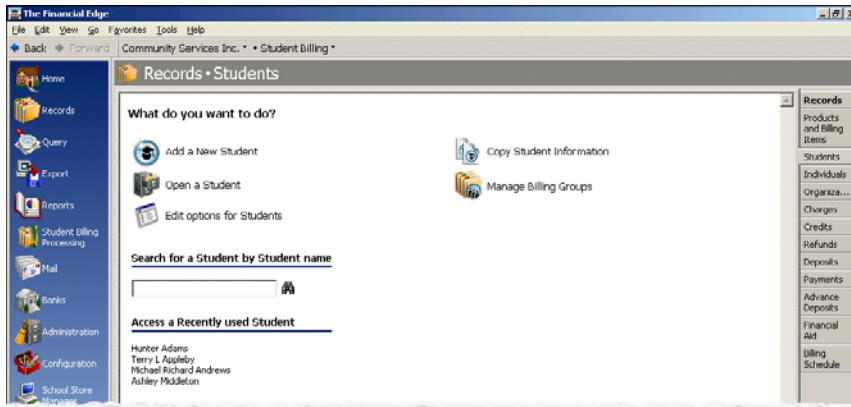 The Financial Edge
File Edit View Go Favorites Tools Help
Back Forward Community Services Inc. • Student Billing
Home
Records
Query
Export
Reports
Student Billing
Processing
Mail
Banks
Administration
Configuration
School Store
Manager
Records • Students
What do you want to do?
Add a New Student
Copy Student Information
Open a Student
Manage Billing Groups
Edit options for Students
Search for a Student by Student name
Access a Recently used Student
Hunter Adams
Terry L Appleby
Michael Richard Andrews
Ashley Middleton
Records
Products
and Billing
Items
Students
Individuals
Organiza...
Charges
Credits
Refunds
Deposits
Payments
Advance
Deposits
Financial
Aid
Billing
Schedule